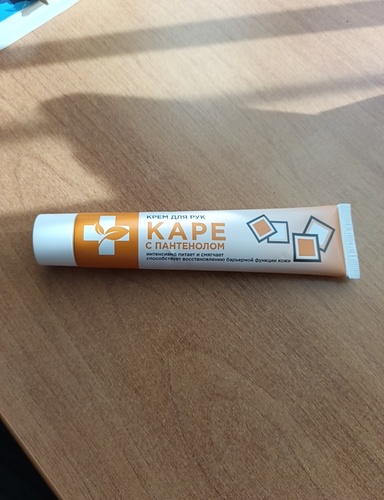 КРЕМ ДЛЯ РУК
КАРЕ
С ПАНТЕНОЛОМ
интенсивно питает и смягчает
способствует восстановлению барьерной функции кожи